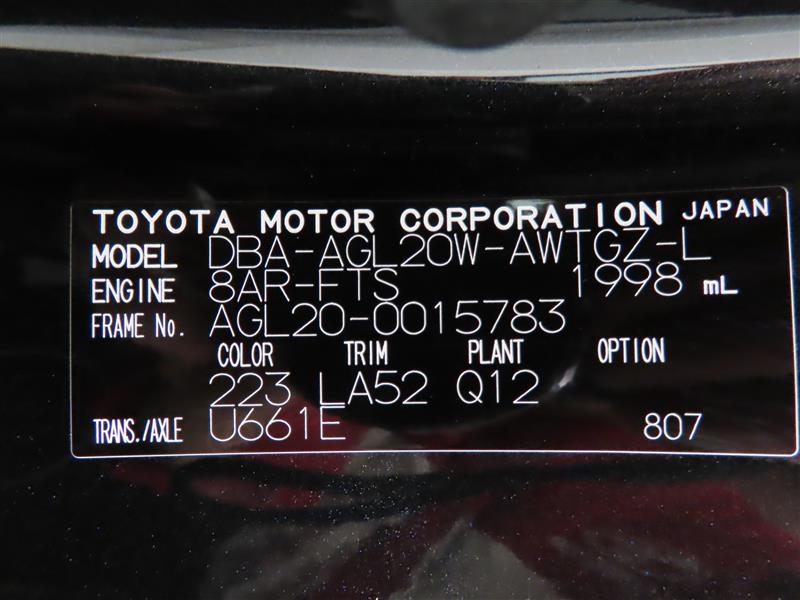 TOYOTA MOTOR CORPORATION JAPAN
MODEL DBA-AGL20W-AWTGZ-L
ENGINE 8AR-FTS 1998 mL
FRAME No. AGL20-0015783
COLOR TRIM PLANT OPTION
223 LA52 Q12
TRANS./AXLE U661E 807